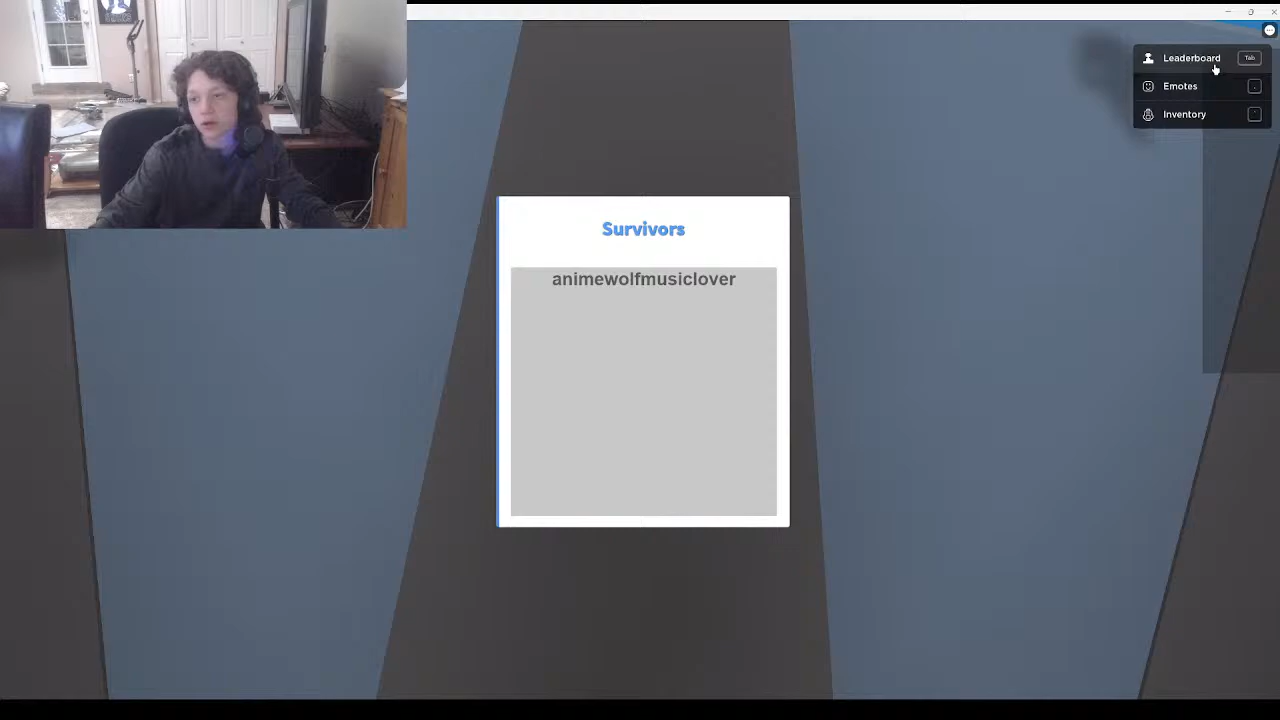 Leaderboard Tab
Emotes .
Inventory
Survivors
animewolfmusiclover